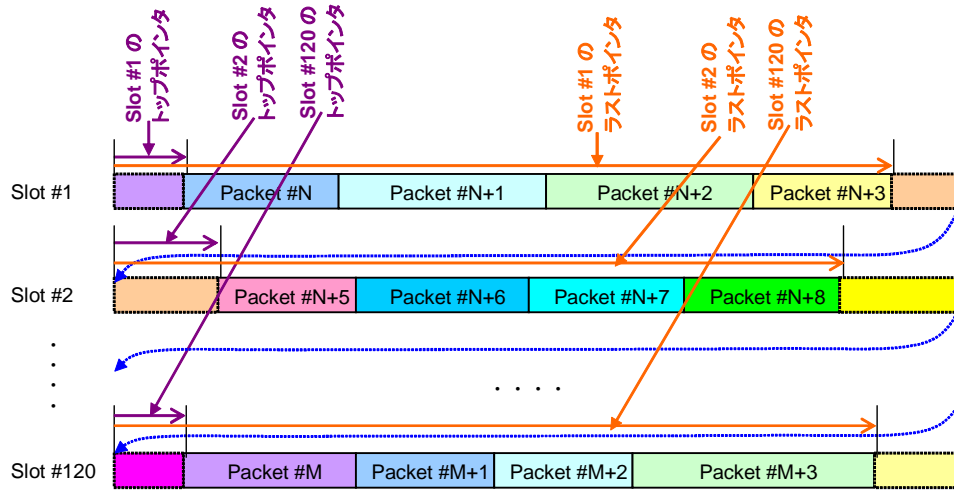 Slot #1 の
トップポインタ
Slot #2 の
トップポインタ
Slot #120 の
トップポインタ
Slot #1 の
ラストポインタ
Slot #2 の
ラストポインタ
Slot #120 の
ラストポインタ
Slot #1
Packet #N
Packet #N+1
Packet #N+2
Packet #N+3
Slot #2
Packet #N+5
Packet #N+6
Packet #N+7
Packet #N+8
· · · ·
· · · ·
Slot #120
Packet #M
Packet #M+1
Packet #M+2
Packet #M+3